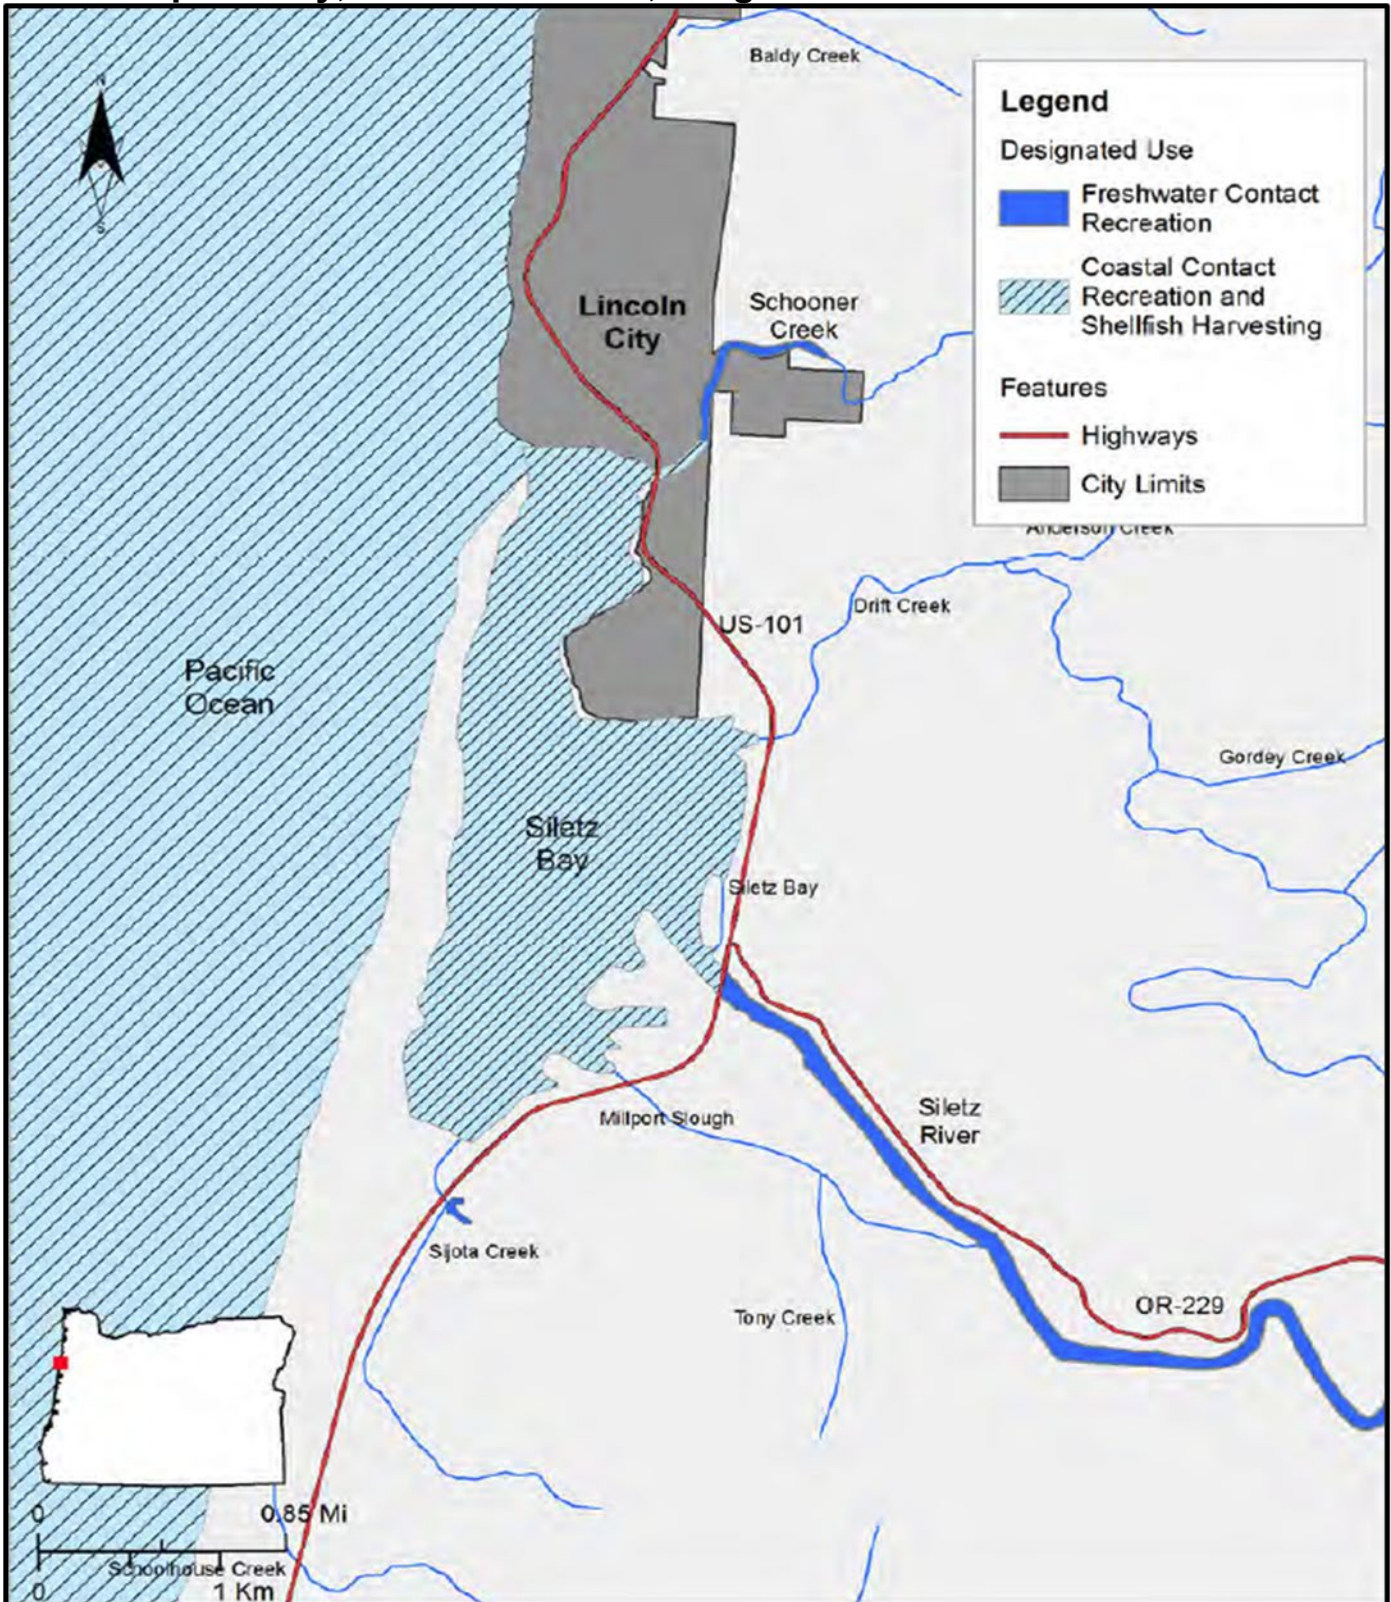 N
S
Baldy Creek
Legend
Designated Use
Freshwater Contact
Recreation
Coastal Contact
Recreation and
Shellfish Harvesting
Features
Highways
City Limits
Lincoln
City
Schooner
Creek
Anderson Creek
Drift Creek
US-101
Pacific
Ocean
Gordey Creek
Siletz
Bay
Siletz Bay
Siletz
River
Millport Slough
Sijota Creek
Tony Creek
OR-229
0
0.85 Mi
Schoolhouse Creek
0
1 Km